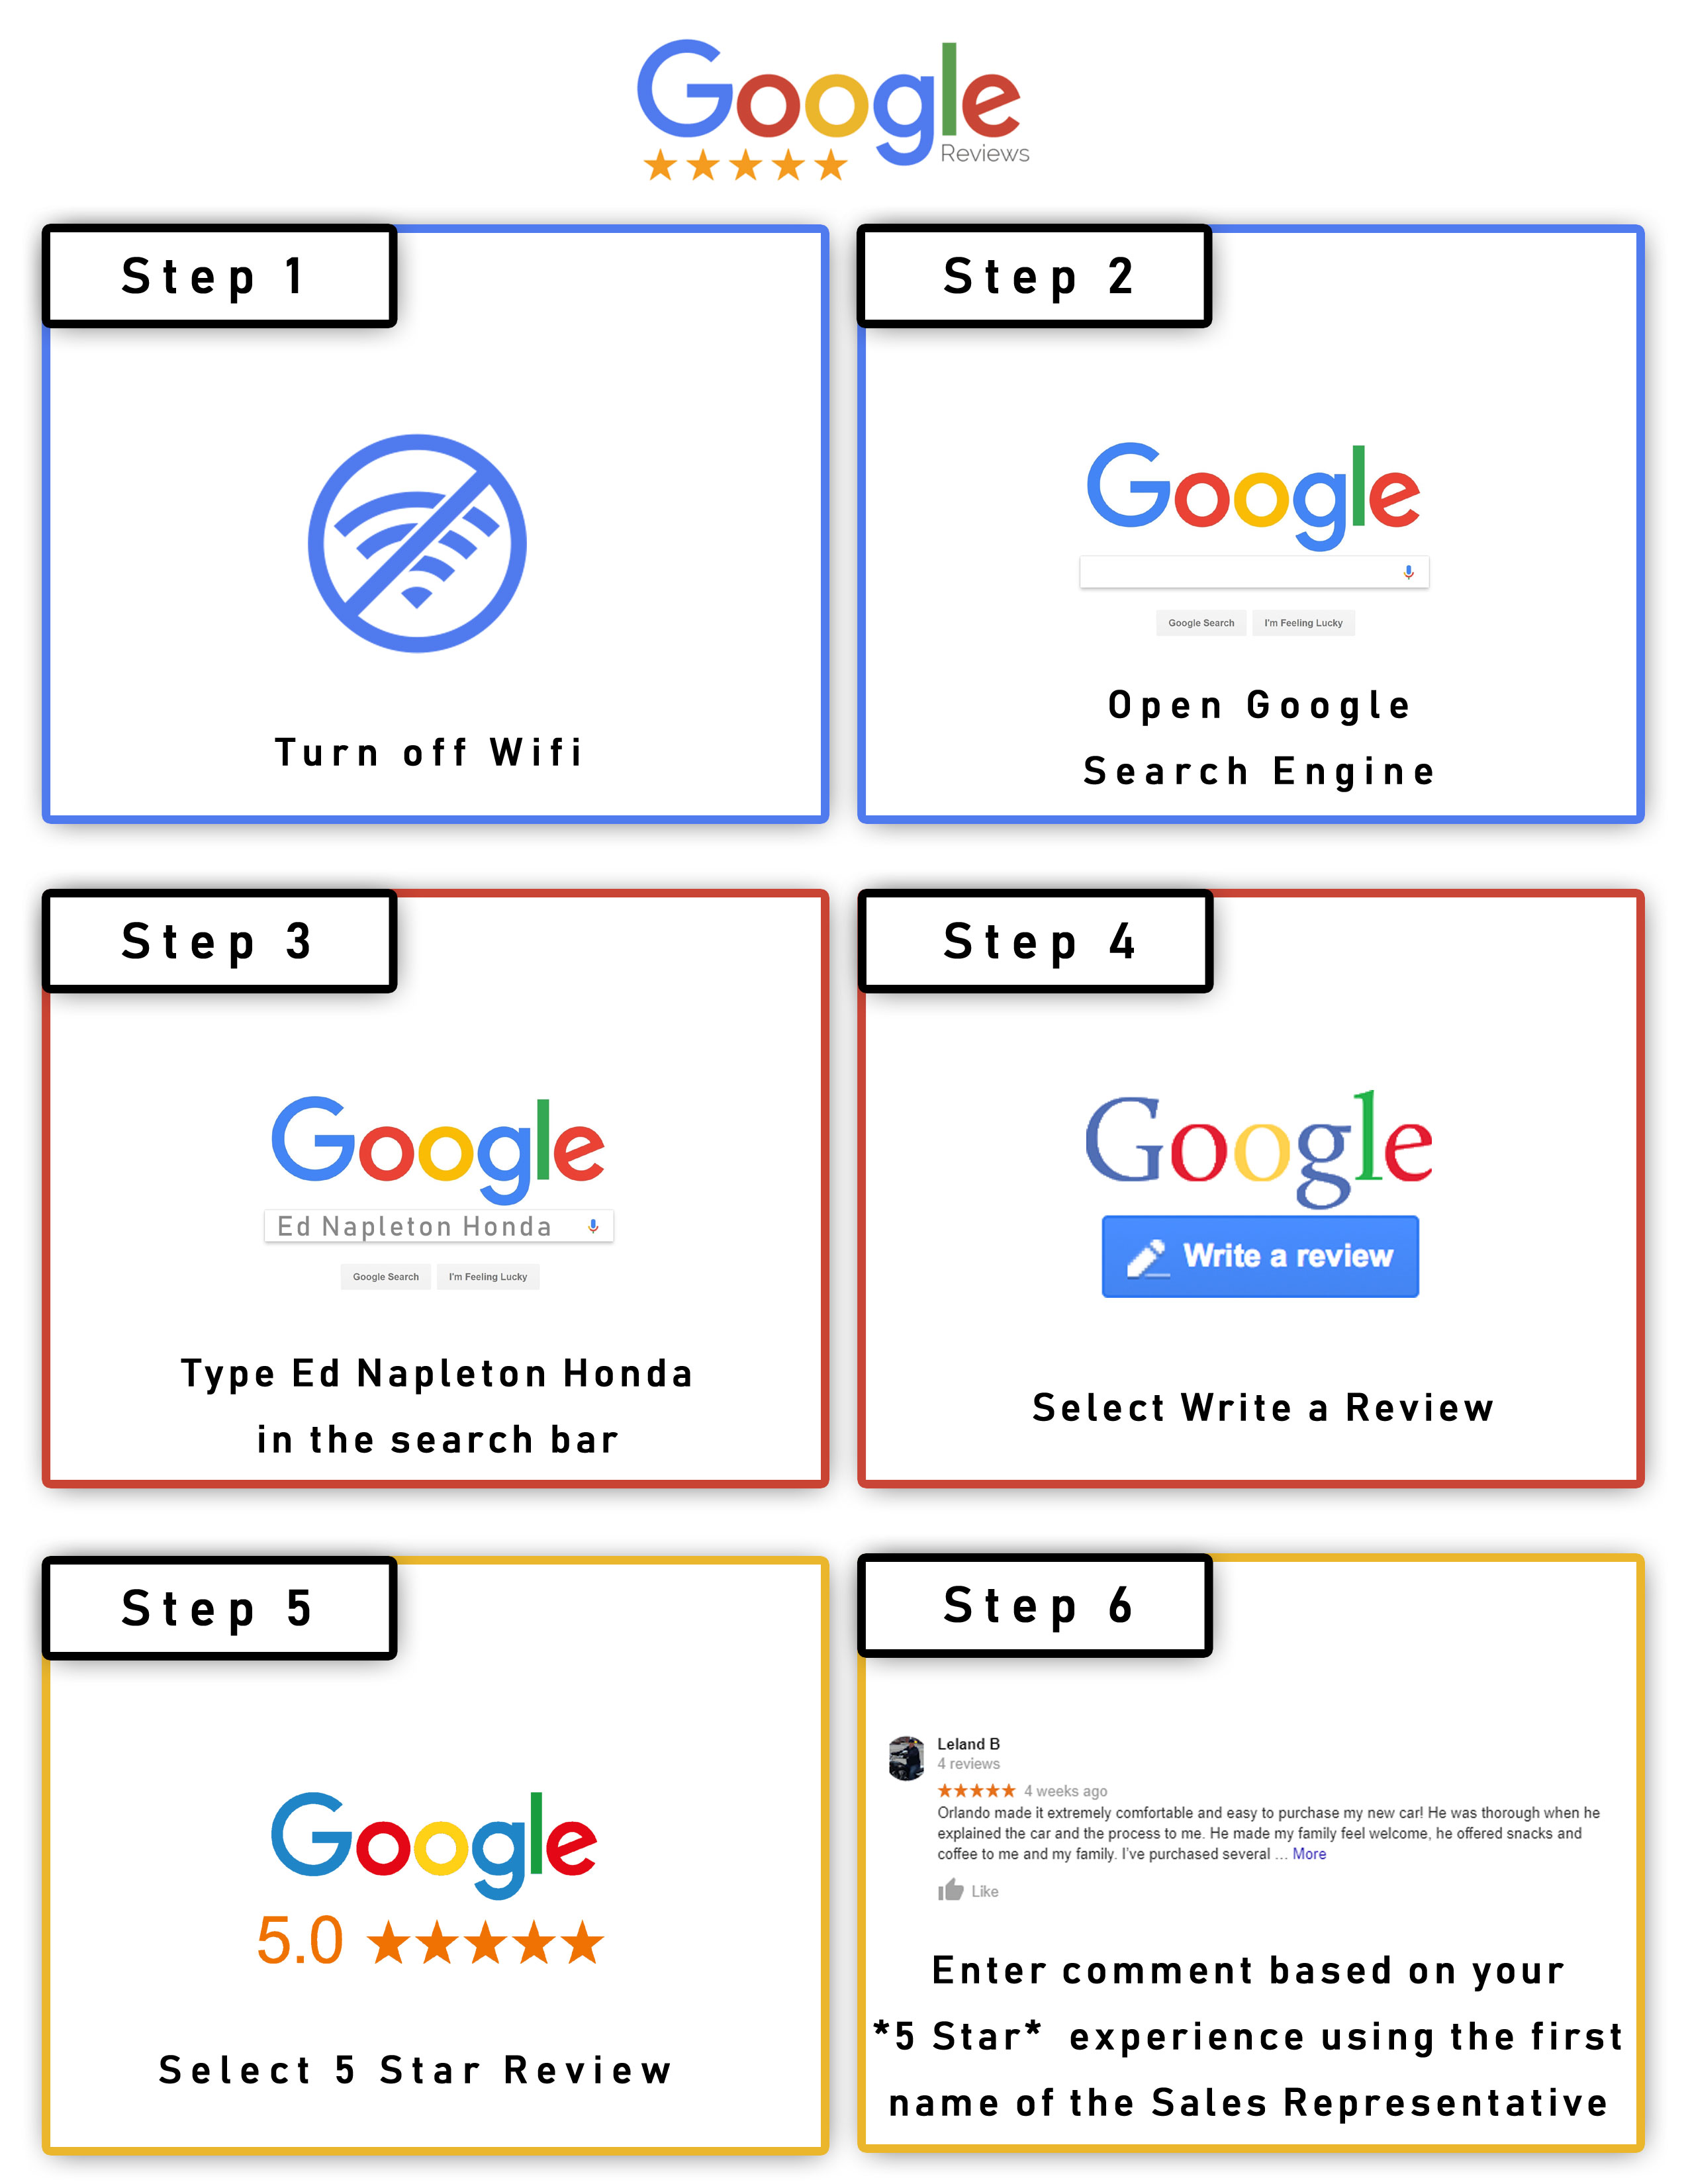 Google
Reviews
Step 1
Turn off Wifi
Step 2
Google
Google Search I'm Feeling Lucky
Open Google
Search Engine
Step 3
Google
Ed Napleton Honda
Google Search I'm Feeling Lucky
Type Ed Napleton Honda
in the search bar
Step 4
Google
Write a review
Select Write a Review
Step 5
Google
5.0
Select 5 Star Review
Step 6
Leland B
4 reviews
4 weeks ago
Orlando made it extremely comfortable and easy to purchase my new car! He was thorough when he
explained the car and the process to me. He made my family feel welcome, he offered snacks and
coffee to me and my family. I've purchased several ... More
Like
Enter comment based on your
*5 Star* experience using the first
name of the Sales Representative